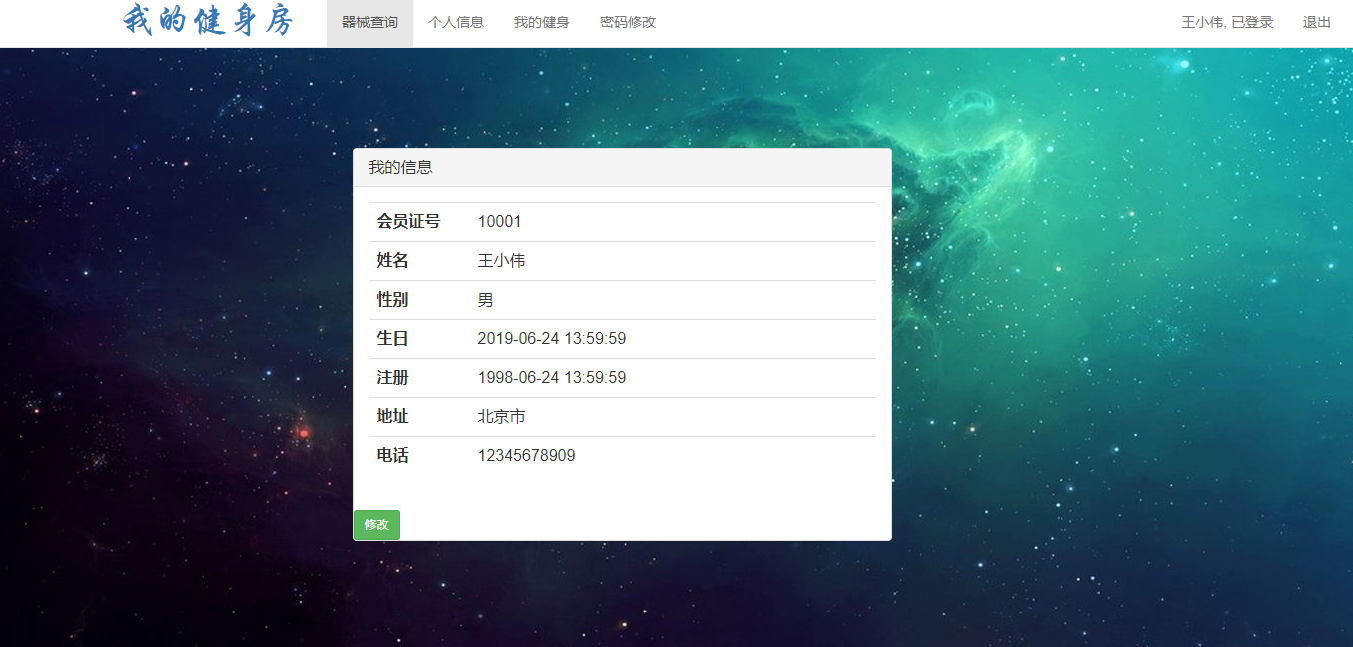 我的健身房 器械查询 个人信息 我的健身 密码修改 王小伟, 已登录 退出
我的信息
会员证号 10001
姓名 王小伟
性别 男
生日 2019-06-24 13:59:59
注册 1998-06-24 13:59:59
地址 北京市
电话 12345678909
修改